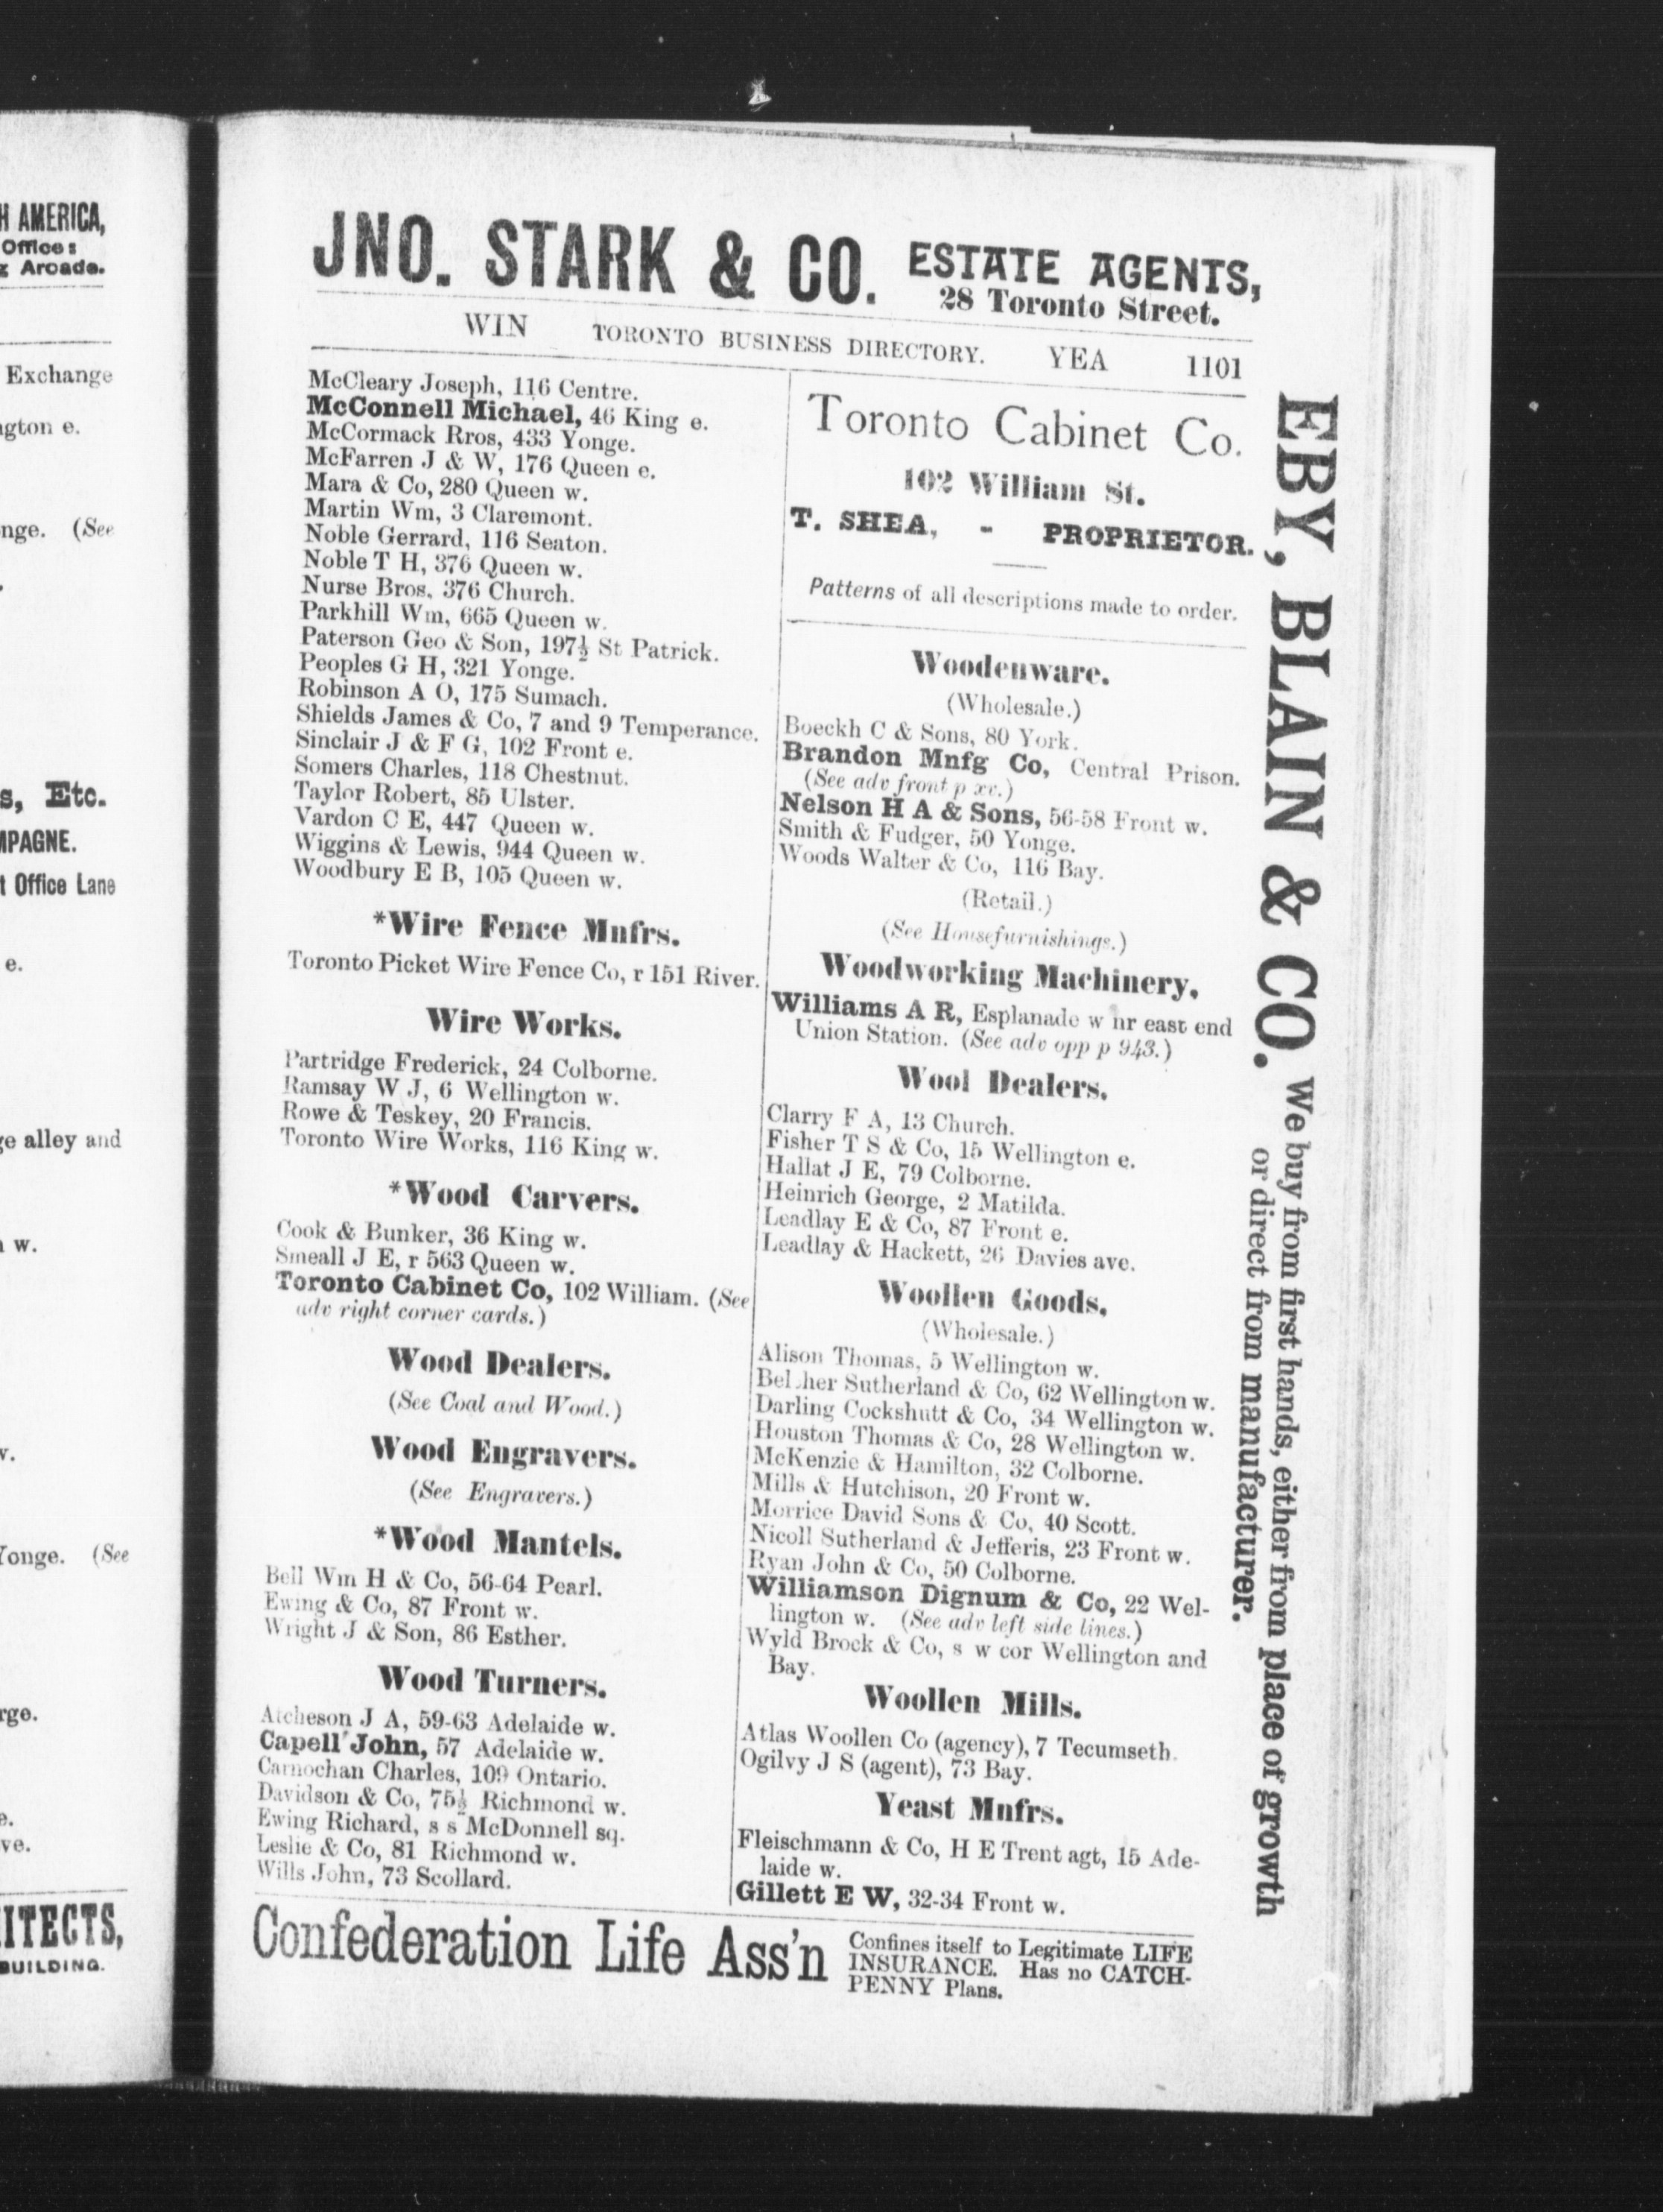 H AMERICA,
Office:
Arcade.
Exchange
e.
nge. (See
s, Etc.
MPAGNE.
t Office Lane
e.
ge alley and
w.
Yonge. (See
rge.
ve.
ITECTS,
BUILDING.
JNO. STARK & CO. ESTATE AGENTS,
28 Toronto Street.
WIN TORONTO BUSINESS DIRECTORY. YEA 1101
McCleary Joseph, 116 Centre.
McConnell Michael, 46 King e.
McCormack Rros, 433 Yonge.
McFarren J & W, 176 Queen e.
Mara & Co, 280 Queen w.
Martin Wm, 3 Claremont.
Noble Gerrard, 116 Seaton.
Noble T H, 376 Queen w.
Nurse Bros, 376 Church.
Parkhill Wm, 665 Queen w.
Paterson Geo & Son, 197½ St Patrick.
Peoples G H, 321 Yonge.
Robinson A O, 175 Sumach.
Shields James & Co, 7 and 9 Temperance.
Sinclair J & F G, 102 Front e.
Somers Charles, 118 Chestnut.
Taylor Robert, 85 Ulster.
Vardon C E, 447 Queen w.
Wiggins & Lewis, 944 Queen w.
Woodbury E B, 105 Queen w.
*Wire Fence Mnfrs.
Toronto Picket Wire Fence Co, r 151 River.
Wire Works.
Partridge Frederick, 24 Colborne.
Ramsay W J, 6 Wellington w.
Rowe & Teskey, 20 Francis.
Toronto Wire Works, 116 King w.
*Wood Carvers.
Cook & Bunker, 36 King w.
Smeall J E, r 563 Queen w.
Toronto Cabinet Co, 102 William. (See
adv right corner cards.)
Wood Dealers.
(See Coal and Wood.)
Wood Engravers.
(See Engravers.)
*Wood Mantels.
Bell Wm H & Co, 56-64 Pearl.
Ewing & Co, 87 Front w.
Wright J & Son, 86 Esther.
Wood Turners.
Atcheson J A, 59-63 Adelaide w.
Capell John, 57 Adelaide w.
Carnochan Charles, 109 Ontario.
Davidson & Co, 75½ Richmond w.
Ewing Richard, s s McDonnell sq.
Leslie & Co, 81 Richmond w.
Wills John, 73 Scollard.
Toronto Cabinet Co.
102 William St.
T. SHEA, - PROPRIETOR.
Patterns of all descriptions made to order.
Woodenware.
(Wholesale.)
Boeckh C & Sons, 80 York.
Brandon Mnfg Co, Central Prison.
(See adv front p xv.)
Nelson H A & Sons, 56-58 Front w.
Smith & Fudger, 50 Yonge.
Woods Walter & Co, 116 Bay.
(Retail.)
(See Housefurnishings.)
Woodworking Machinery.
Williams A R, Esplanade w nr east end
Union Station. (See adv opp p 943.)
Wool Dealers.
Clarry F A, 13 Church.
Fisher T S & Co, 15 Wellington e.
Hallat J E, 79 Colborne.
Heinrich George, 2 Matilda.
Leadlay E & Co, 87 Front e.
Leadlay & Hackett, 26 Davies ave.
Woollen Goods.
(Wholesale.)
Alison Thomas, 5 Wellington w.
Bel her Sutherland & Co, 62 Wellington w.
Darling Cockshutt & Co, 34 Wellington w.
Houston Thomas & Co, 28 Wellington w.
McKenzie & Hamilton, 32 Colborne.
Mills & Hutchison, 20 Front w.
Morrice David Sons & Co, 40 Scott.
Nicoll Sutherland & Jefferis, 23 Front w.
Ryan John & Co, 50 Colborne.
Williamson Dignum & Co, 22 Wel-
lington w. (See adv left side lines.)
Wyld Brock & Co, s w cor Wellington and
Bay.
Woollen Mills.
Atlas Woollen Co (agency), 7 Tecumseth.
Ogilvy J S (agent), 73 Bay.
Yeast Mnfrs.
Fleischmann & Co, H E Trent agt, 15 Ade-
laide w.
Gillett E W, 32-34 Front w.
EBY, BLAIN & CO. We buy from first hands, either from place of growth
or direct from manufacturer.
Confederation Life Ass'n Confines itself to Legitimate LIFE
INSURANCE. Has no CATCH-
PENNY Plans.